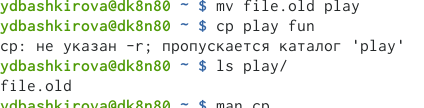 ydbashkirova@dk8n80 ~ $ mv file.old play
ydbashkirova@dk8n80 ~ $ cp play fun
cp: не указан -r; пропускается каталог 'play'
ydbashkirova@dk8n80 ~ $ ls play/
file.old
ydbashkirova@dk8n80 ~ $ man cp